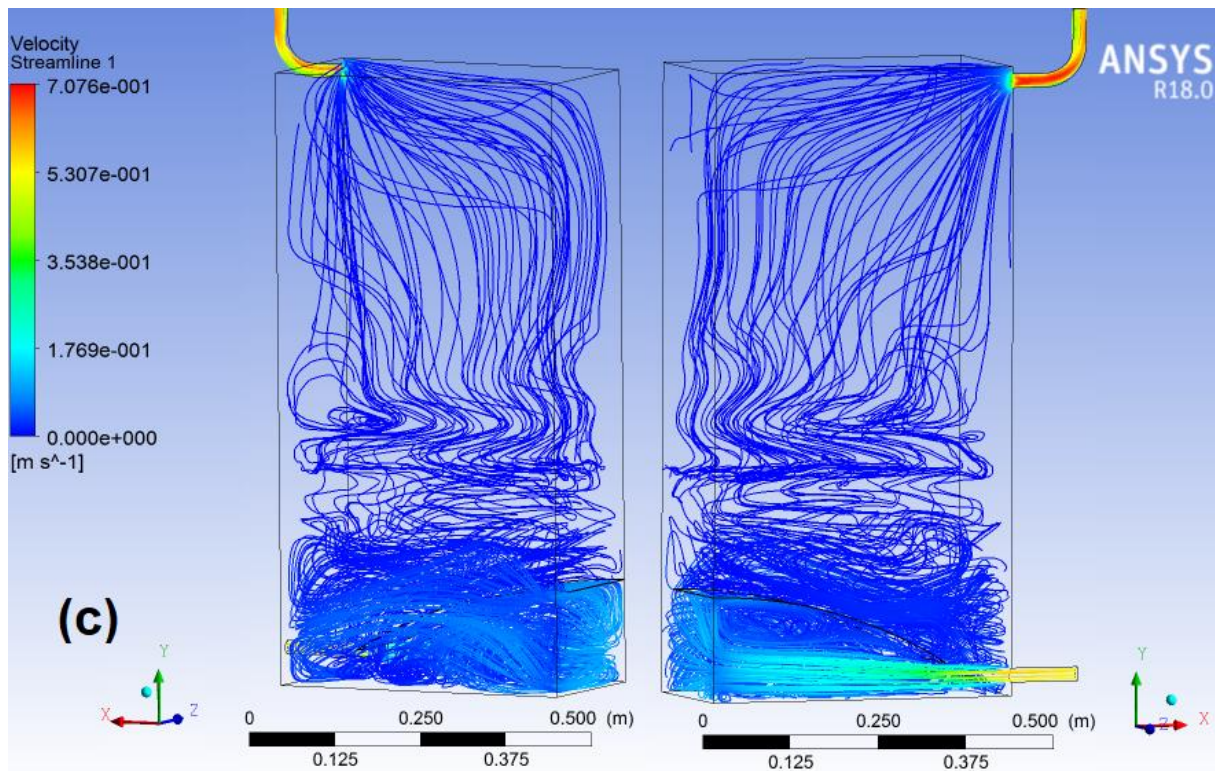 Velocity
Streamline 1
7.076e-001
5.307e-001
3.538e-001
1.769e-001
0.000e+000
[m s^-1]
ANSYS
R18.0
(c)
Y
X
Z
0 0.250 0.500 (m)
0.125 0.375
0 0.250 0.500 (m)
0.125 0.375
Y
Z
X